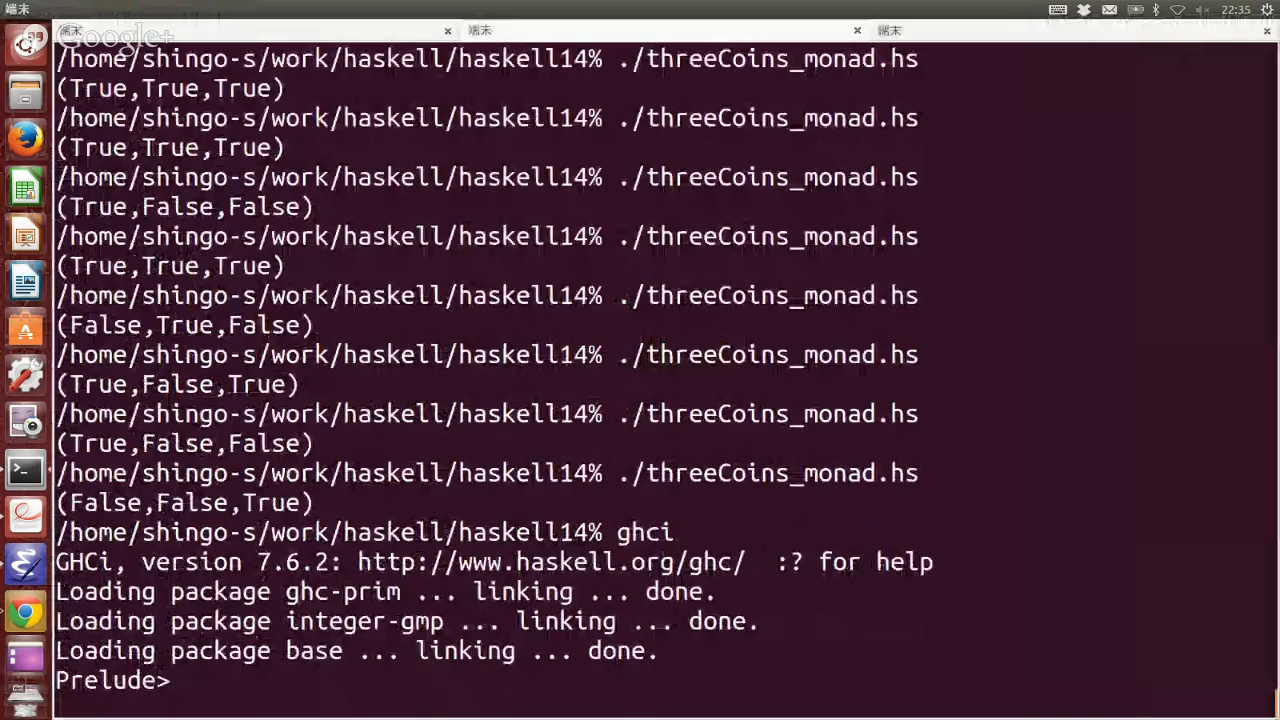 端末
22:35
端末 × 端末 × 端末 ×
Google+
/home/shingo-s/work/haskell/haskell14% ./threeCoins_monad.hs
(True,True,True)
/home/shingo-s/work/haskell/haskell14% ./threeCoins_monad.hs
(True,True,True)
/home/shingo-s/work/haskell/haskell14% ./threeCoins_monad.hs
(True,False,False)
/home/shingo-s/work/haskell/haskell14% ./threeCoins_monad.hs
(True,True,True)
/home/shingo-s/work/haskell/haskell14% ./threeCoins_monad.hs
(False,True,False)
/home/shingo-s/work/haskell/haskell14% ./threeCoins_monad.hs
(True,False,True)
/home/shingo-s/work/haskell/haskell14% ./threeCoins_monad.hs
(True,False,False)
/home/shingo-s/work/haskell/haskell14% ./threeCoins_monad.hs
(False,False,True)
/home/shingo-s/work/haskell/haskell14% ghci
GHCi, version 7.6.2: http://www.haskell.org/ghc/  :? for help
Loading package ghc-prim ... linking ... done.
Loading package integer-gmp ... linking ... done.
Loading package base ... linking ... done.
Prelude>